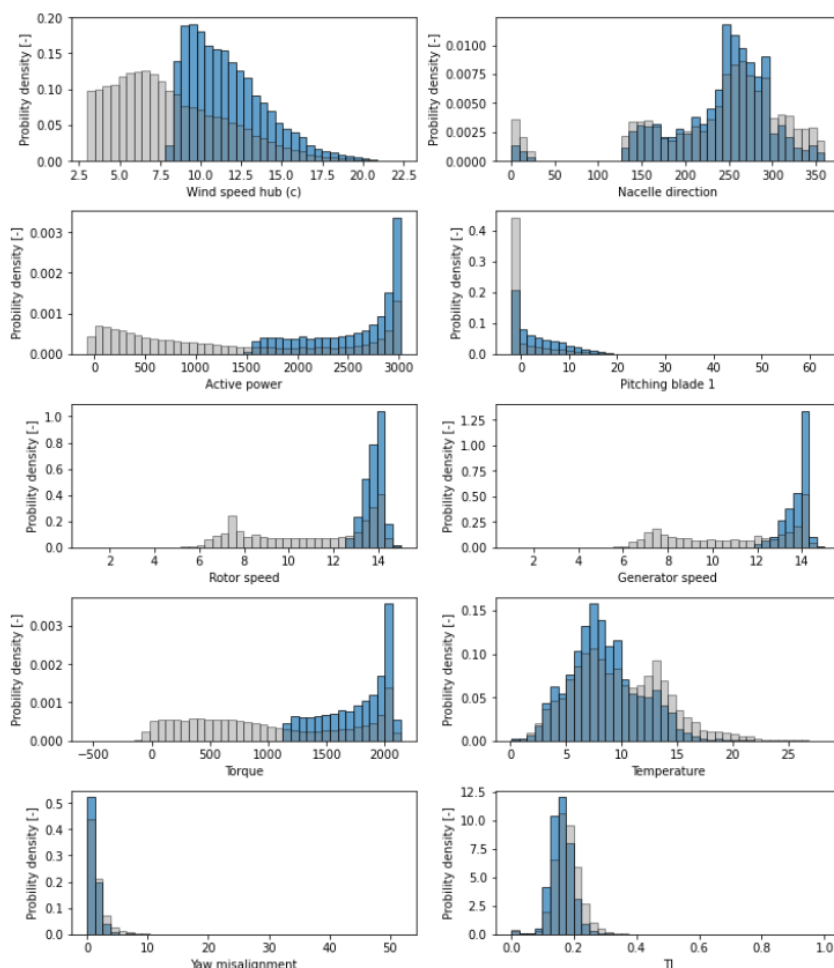 0.20
0.15
0.10
0.05
0.00
Probility density [-]
2.5 5.0 7.5 10.0 12.5 15.0 17.5 20.0 22.5
Wind speed hub (c)
0.0100
0.0075
0.0050
0.0025
0.0000
Probility density [-]
0 50 100 150 200 250 300 350
Nacelle direction
0.003
0.002
0.001
0.000
Probility density [-]
0 500 1000 1500 2000 2500 3000
Active power
0.4
0.3
0.2
0.1
0.0
Probility density [-]
0 10 20 30 40 50 60
Pitching blade 1
1.0
0.8
0.6
0.4
0.2
0.0
Probility density [-]
2 4 6 8 10 12 14
Rotor speed
1.25
1.00
0.75
0.50
0.25
0.00
Probility density [-]
2 4 6 8 10 12 14
Generator speed
0.003
0.002
0.001
0.000
Probility density [-]
−500 0 500 1000 1500 2000
Torque
0.15
0.10
0.05
0.00
Probility density [-]
0 5 10 15 20 25
Temperature
0.5
0.4
0.3
0.2
0.1
0.0
Probility density [-]
0 10 20 30 40 50
Yaw misalignment
12.5
10.0
7.5
5.0
2.5
0.0
Probility density [-]
0.0 0.2 0.4 0.6 0.8 1.0
TI